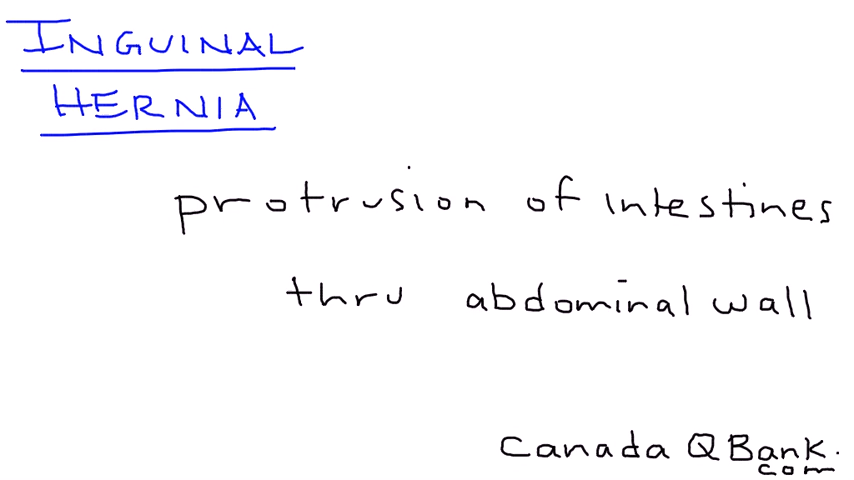 INGUINAL
HERNIA
protrusion of intestines
thru abdominal wall
Canada QBank.
com